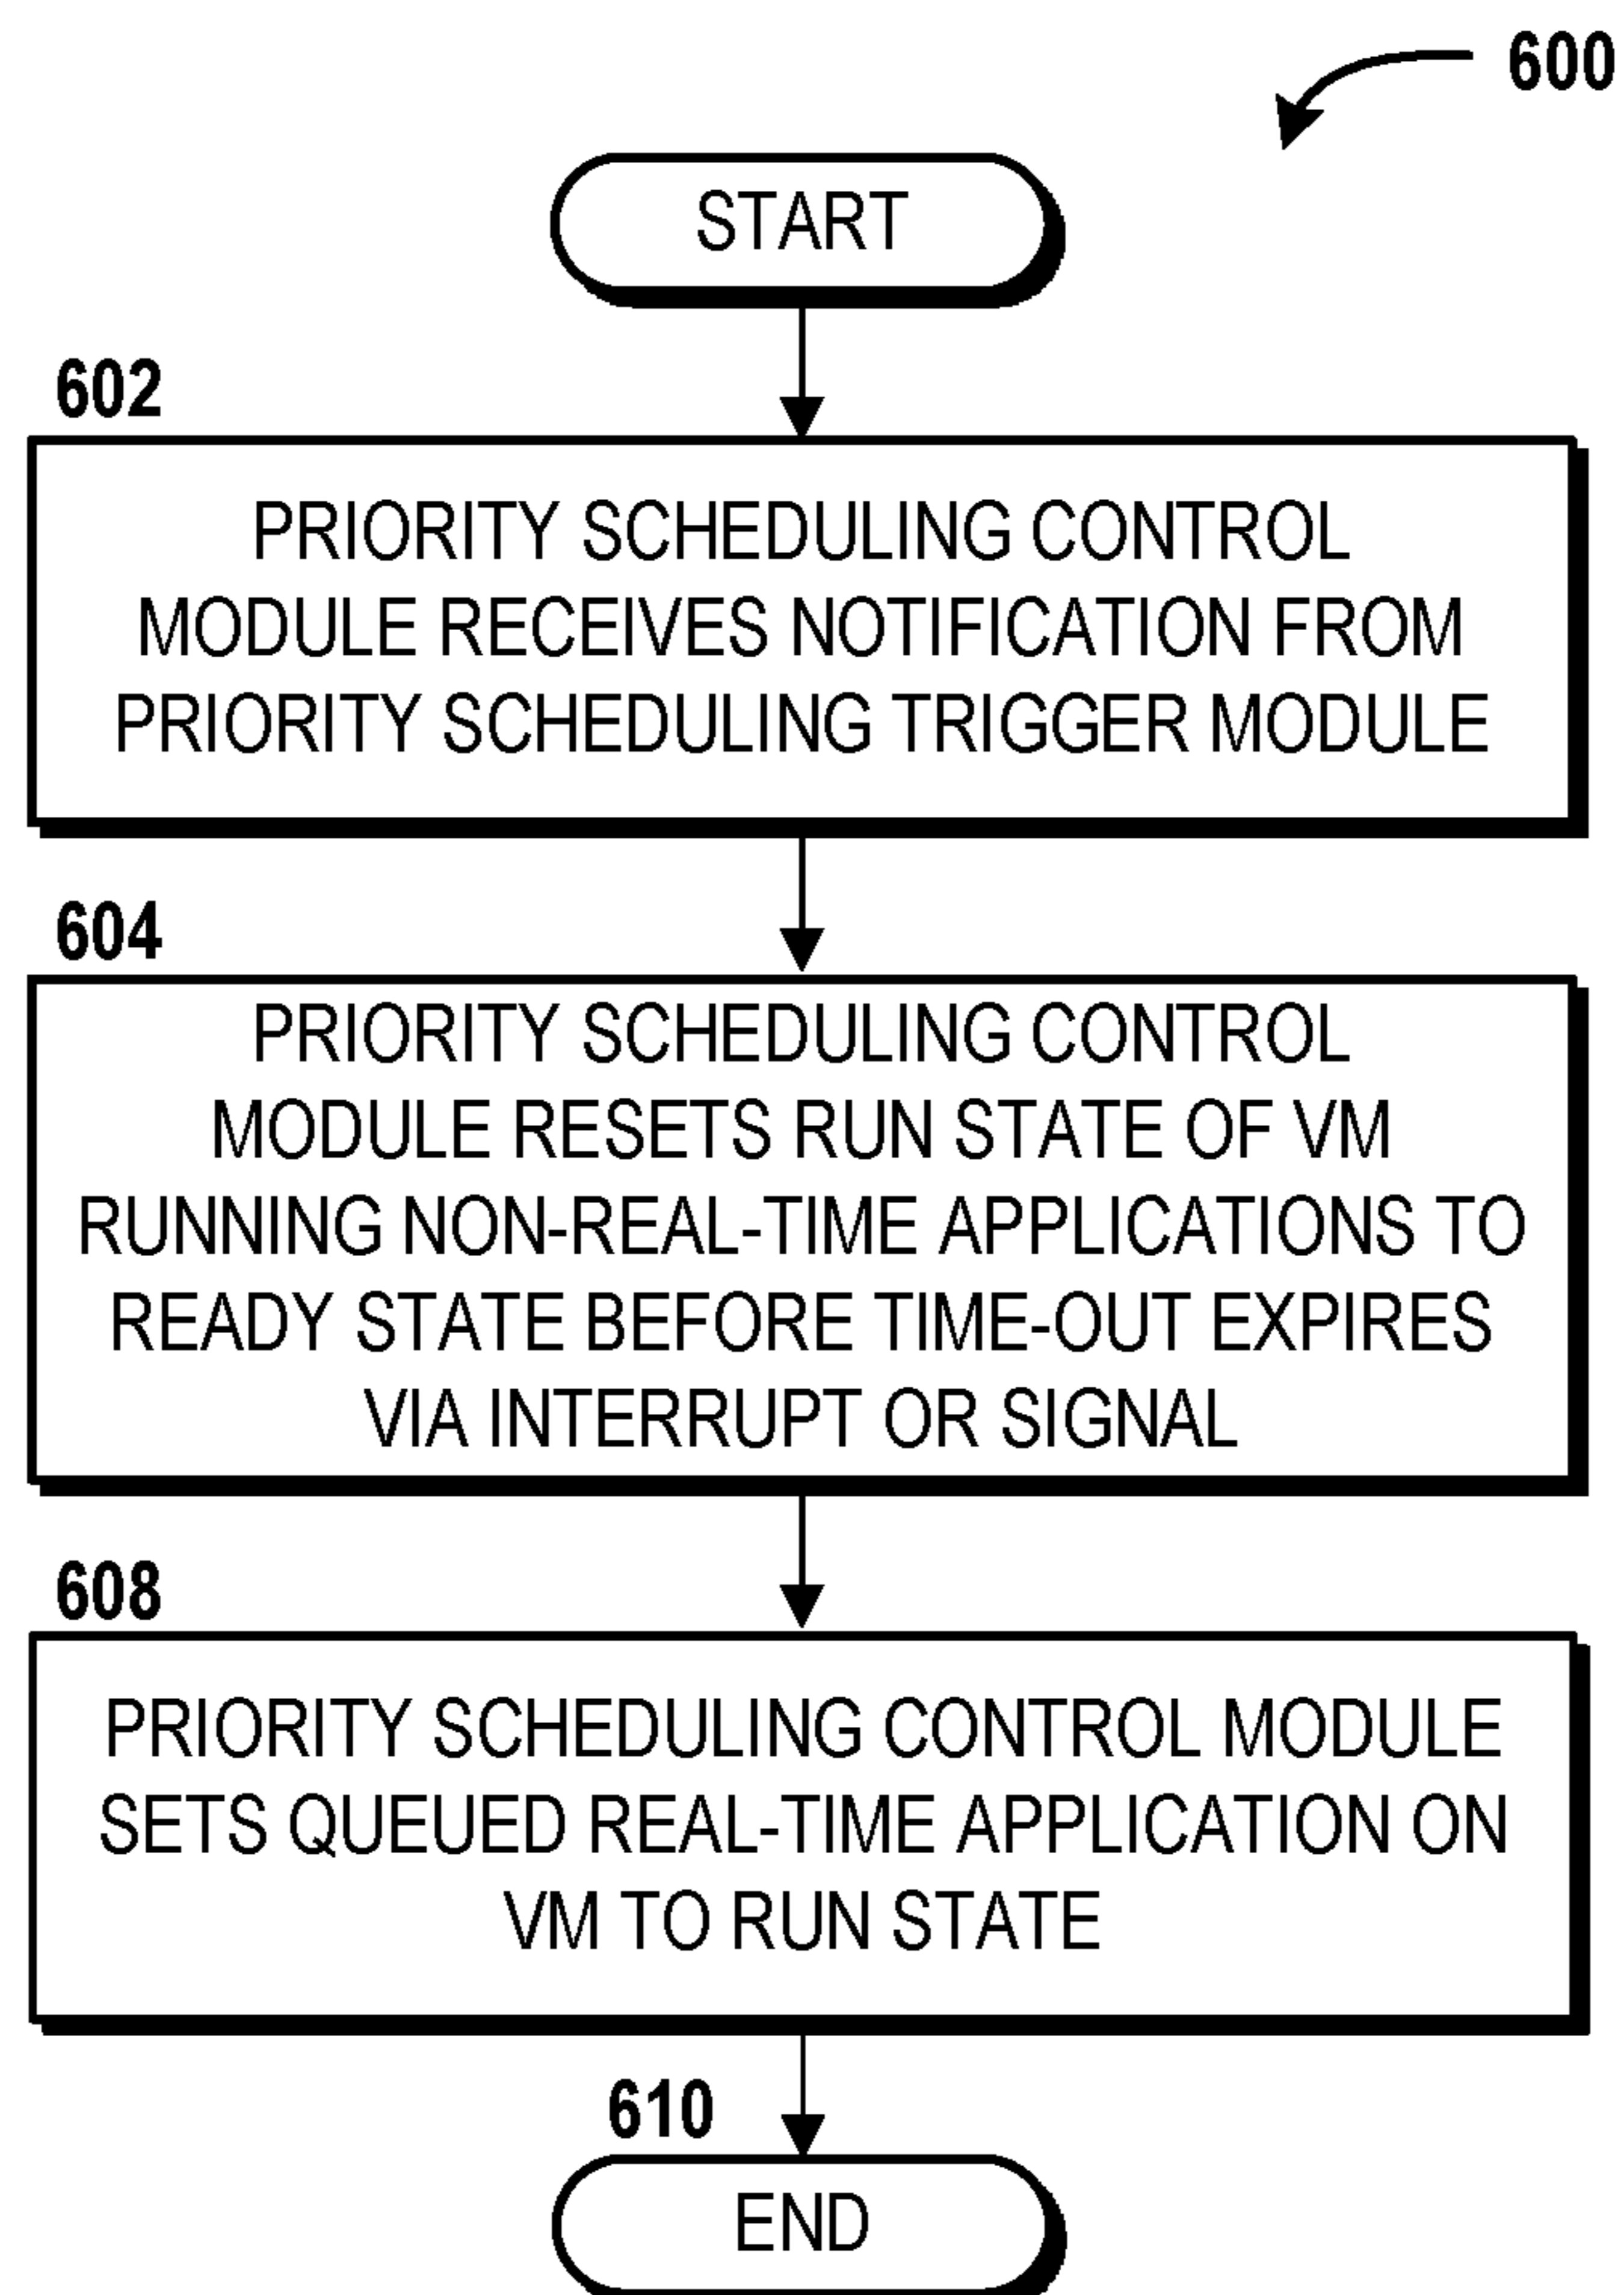 600
START
602
PRIORITY SCHEDULING CONTROL
MODULE RECEIVES NOTIFICATION FROM
PRIORITY SCHEDULING TRIGGER MODULE
604
PRIORITY SCHEDULING CONTROL
MODULE RESETS RUN STATE OF VM
RUNNING NON-REAL-TIME APPLICATIONS TO
READY STATE BEFORE TIME-OUT EXPIRES
VIA INTERRUPT OR SIGNAL
608
PRIORITY SCHEDULING CONTROL MODULE
SETS QUEUED REAL-TIME APPLICATION ON
VM TO RUN STATE
610
END